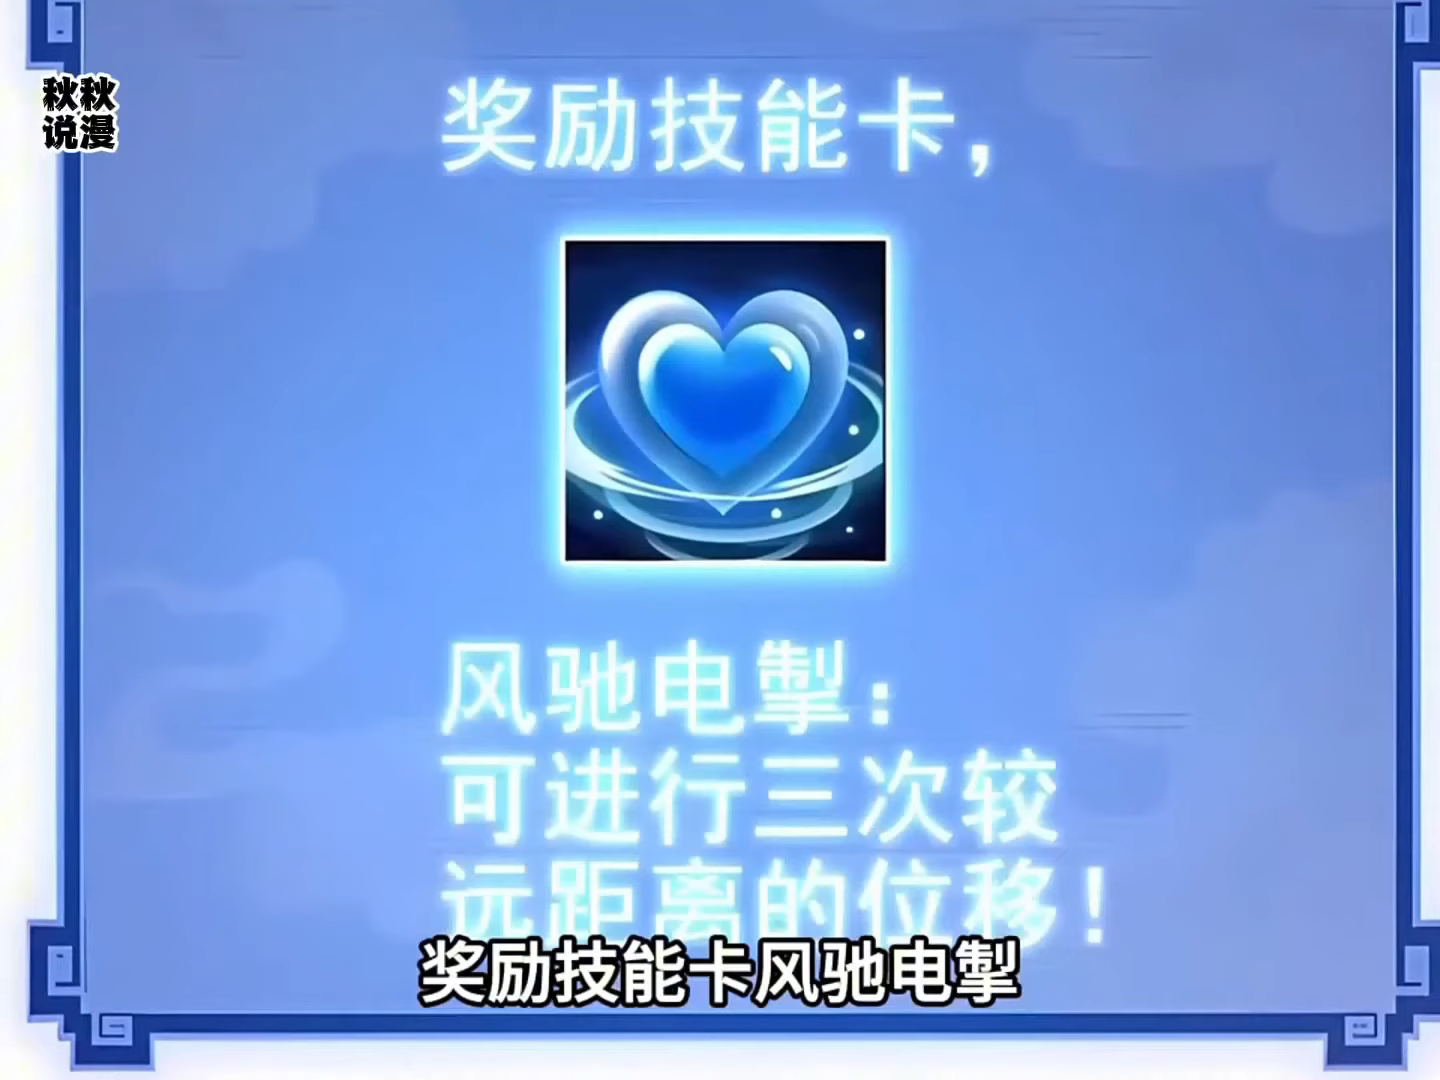 秋秋
说漫
奖励技能卡，
风驰电掣：
可进行三次较
远距离的位移！
奖励技能卡风驰电掣